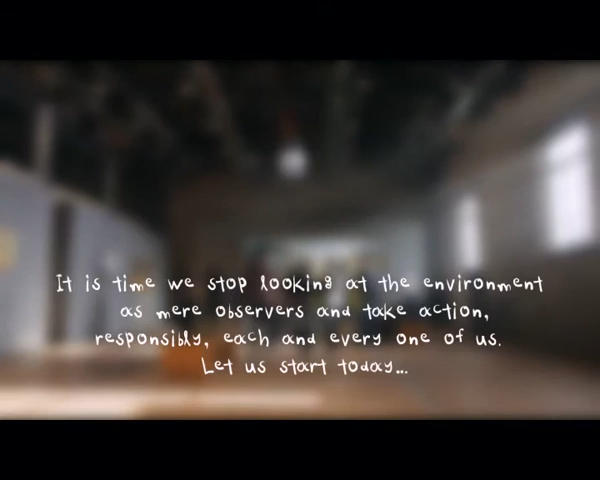 It is time we stop looking at the environment
as mere observers and take action,
responsibly, each and every one of us.
Let us start today...